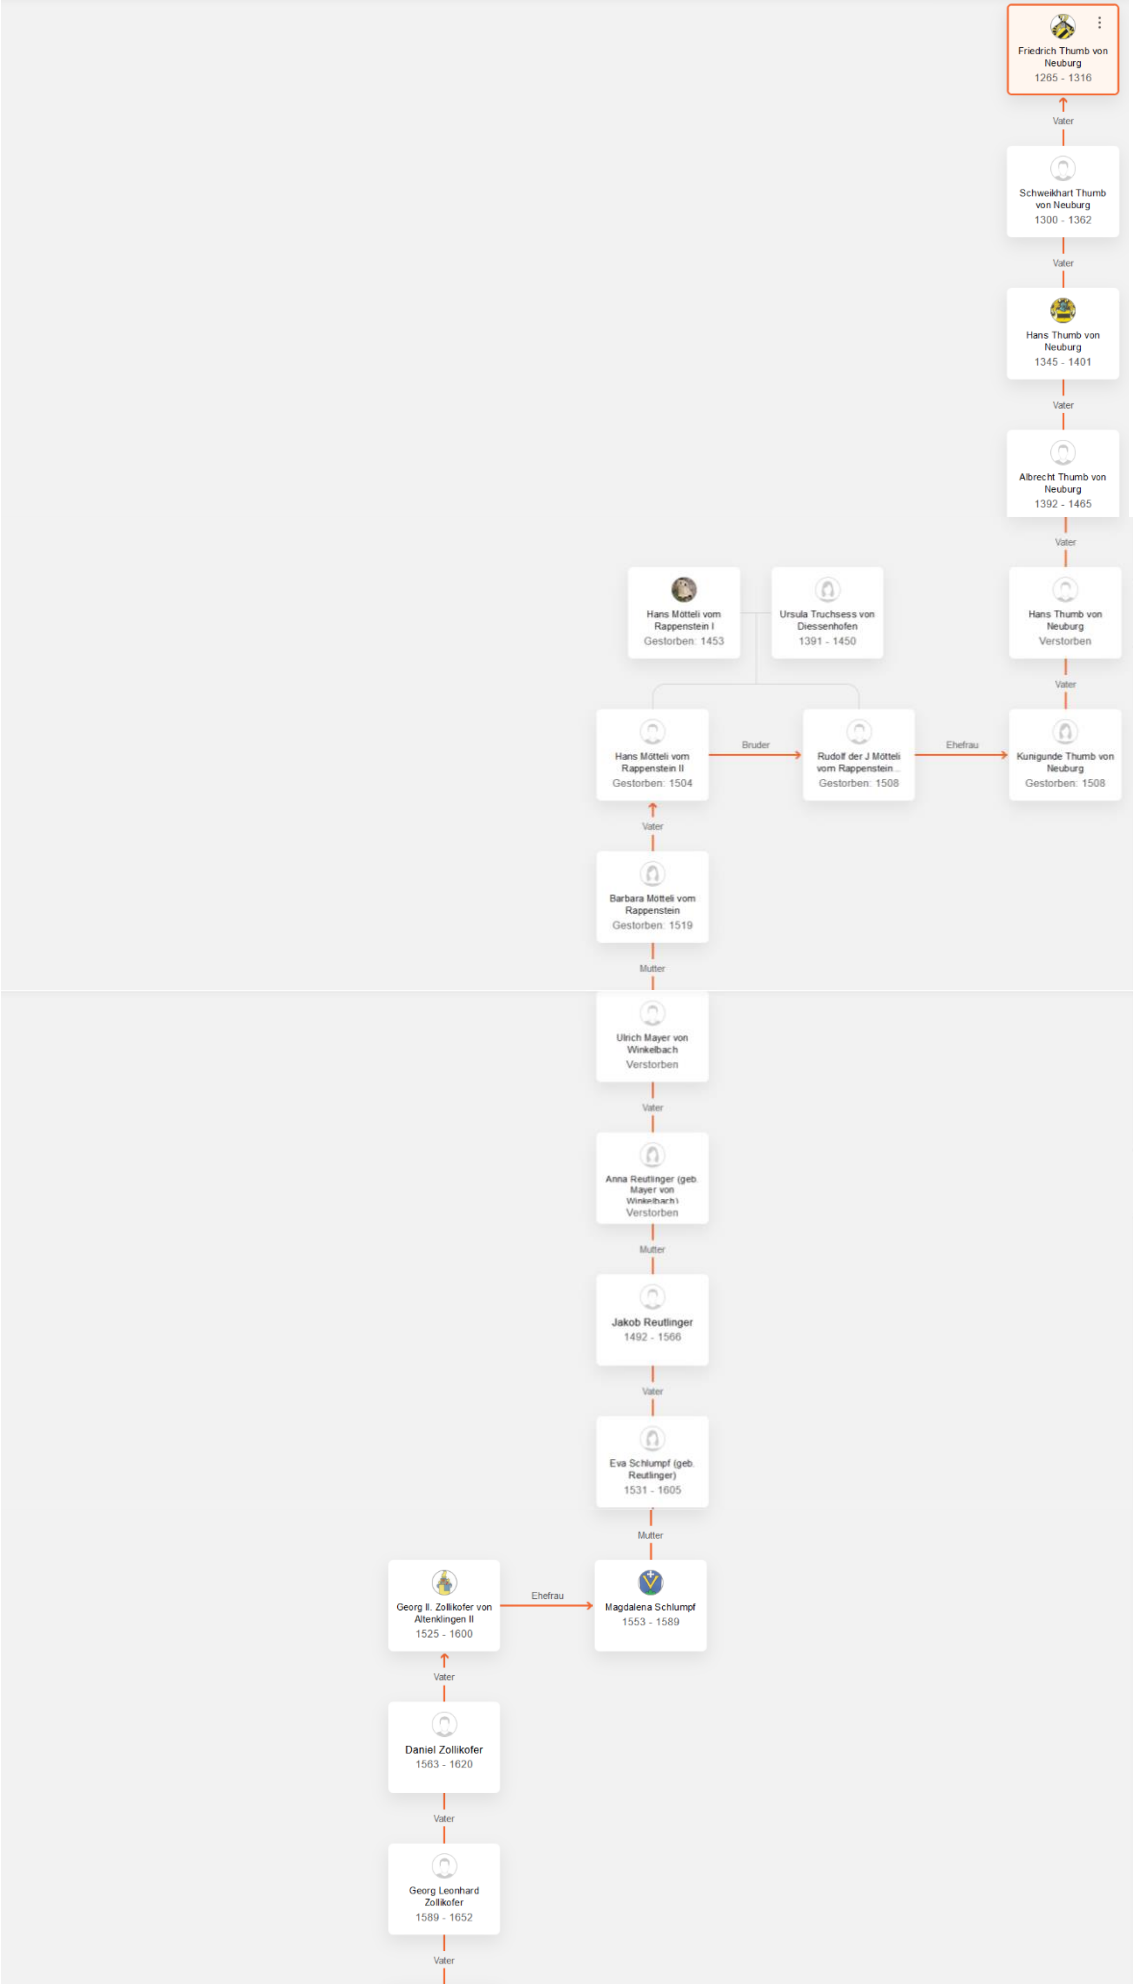 Friedrich Thumb von
Neuburg
1265 - 1316
Vater
Schweikhart Thumb
von Neuburg
1300 - 1362
Vater
Hans Thumb von
Neuburg
1345 - 1401
Vater
Albrecht Thumb von
Neuburg
1392 - 1465
Vater
Hans Mötteli vom
Rappenstein I
Gestorben: 1453
Ursula Truchsess von
Diessenhofen
1391 - 1450
Hans Thumb von
Neuburg
Verstorben
Vater
Hans Mötteli vom
Rappenstein II
Gestorben: 1504
Bruder
Rudolf der J Mötteli
vom Rappenstein...
Gestorben: 1508
Ehefrau
Kunigunde Thumb von
Neuburg
Gestorben: 1508
Vater
Barbara Mötteli vom
Rappenstein
Gestorben: 1519
Mutter
Ulrich Mayer von
Winkelbach
Verstorben
Vater
Anna Reutlinger (geb.
Mayer von
Winkelbach)
Verstorben
Mutter
Jakob Reutlinger
1492 - 1566
Vater
Eva Schlumpf (geb.
Reutlinger)
1531 - 1605
Mutter
Georg II. Zollikofer von
Altenklingen II
1525 - 1600
Ehefrau
Magdalena Schlumpf
1553 - 1589
Vater
Daniel Zollikofer
1563 - 1620
Vater
Georg Leonhard
Zollikofer
1589 - 1652
Vater